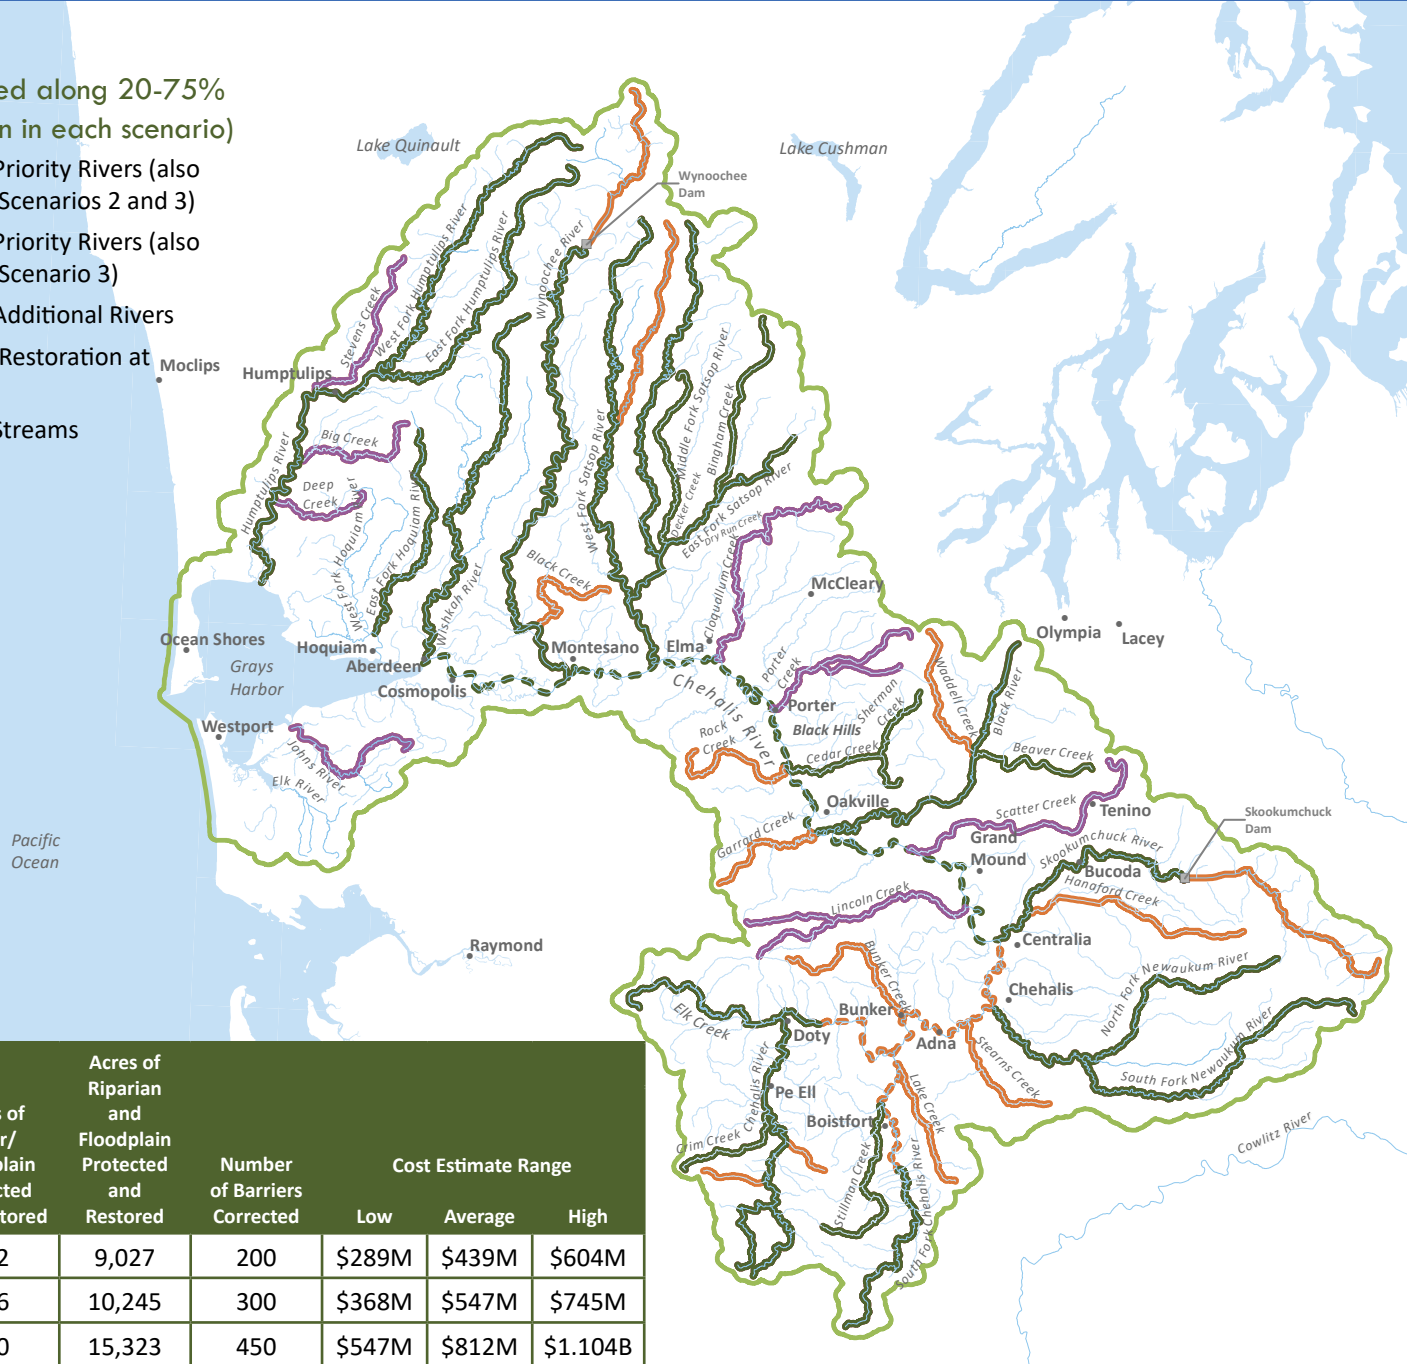 ed along 20-75%
n in each scenario)
Priority Rivers (also
Scenarios 2 and 3)
Priority Rivers (also
Scenario 3)
Additional Rivers
Restoration at
Streams
Lake Quinault
Lake Cushman
Wynoochee
Dam
Moclips
Humptulips
Stevens Creek
West Fork Humptulips River
East Fork Humptulips River
Wynoochee River
Big Creek
Deep
Creek
Humptulips River
West Fork Hoquiam River
East Fork Hoquiam River
Wishkah River
West Fork Satsop River
Middle Fork Satsop River
Decker Creek
Bingham Creek
East Fork Satsop River
Dry Run Creek
Cloquallum Creek
Black Creek
McCleary
Ocean Shores
Grays
Harbor
Hoquiam
Aberdeen
Cosmopolis
Montesano
Elma
Olympia
Lacey
Westport
Johns River
Elk River
Chehalis River
Porter
Creek
Porter
Black Hills
Sherman
Creek
Waddell Creek
Black River
Rock
Creek
Cedar Creek
Beaver Creek
Oakville
Scatter Creek
Tenino
Garrard Creek
Grand
Mound
Skookumchuck
Dam
Skookumchuck River
Bucoda
Hanaford Creek
Pacific
Ocean
Lincoln Creek
Raymond
Centralia
Bunker Creek
Chehalis
North Fork Newaukum River
Elk Creek
Bunker
Doty
Adna
Stearns Creek
South Fork Newaukum River
Chehalis River
Pe Ell
Boistfort
Lake Creek
Crim Creek
Stillman Creek
South Fork Chehalis River
Cowlitz River
Acres of
Riparian
and
s of Floodplain
r/ Protected Number Cost Estimate Range
plain and of Barriers
cted Restored Corrected Low Average High
tored
2 9,027 200 $289M $439M $604M
6 10,245 300 $368M $547M $745M
0 15,323 450 $547M $812M $1.104B